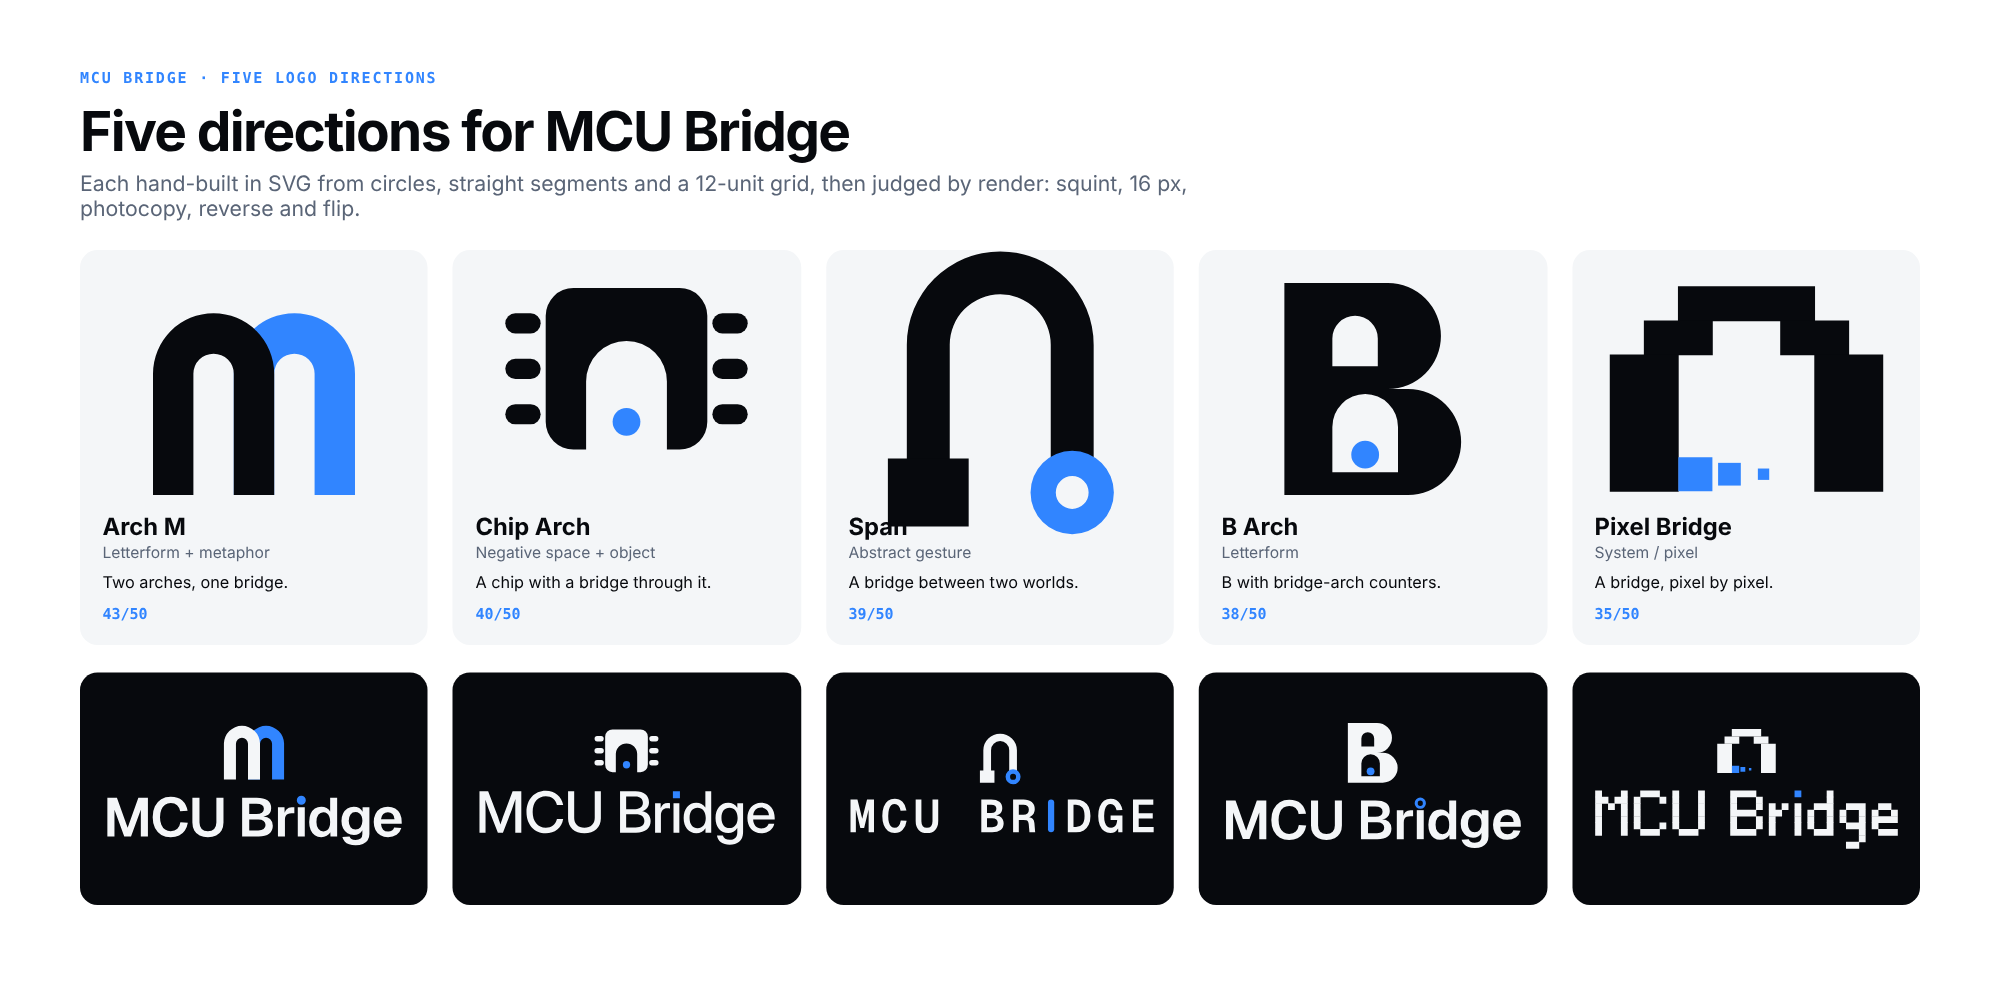 MCU BRIDGE · FIVE LOGO DIRECTIONS
Five directions for MCU Bridge
Each hand-built in SVG from circles, straight segments and a 12-unit grid, then judged by render: squint, 16 px,
photocopy, reverse and flip.
Arch M
Letterform + metaphor
Two arches, one bridge.
43/50
Chip Arch
Negative space + object
A chip with a bridge through it.
40/50
Span
Abstract gesture
A bridge between two worlds.
39/50
B Arch
Letterform
B with bridge-arch counters.
38/50
Pixel Bridge
System / pixel
A bridge, pixel by pixel.
35/50
MCU Bridge
MCU Bridge
MCU BRIDGE
MCU Bridge
MCU Bridge